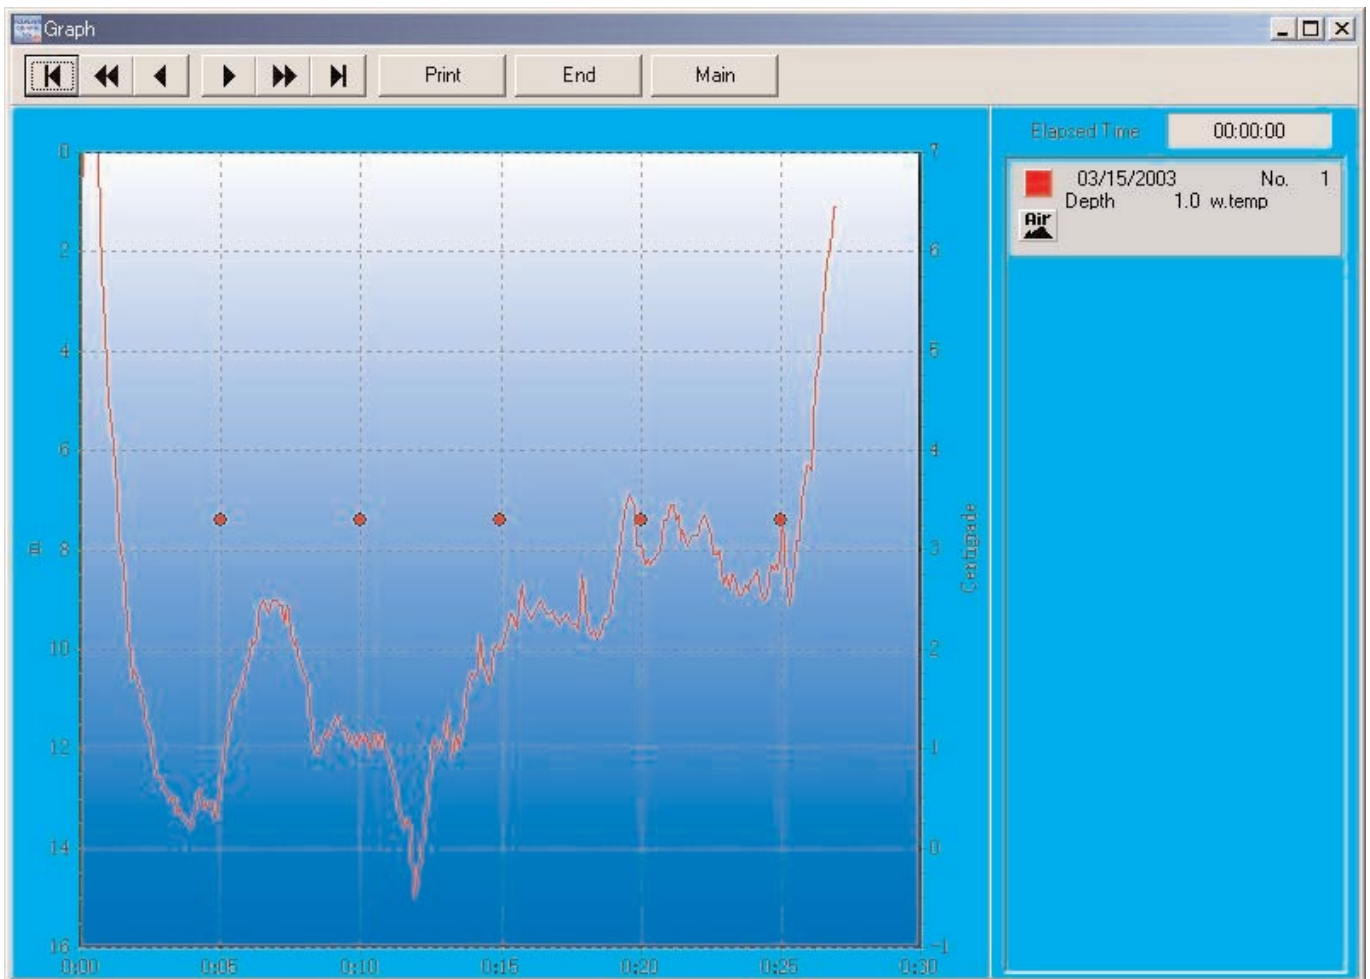 Graph
Print End Main
Elapsed Time 00:00:00
03/15/2003 No. 1
Depth 1.0 w.temp
Air
0 7
2 6
4 5
6 4
m
8 3
Centigrade
10 2
12 1
14 0
16 -1
0:00 0:05 0:10 0:15 0:20 0:25 0:30